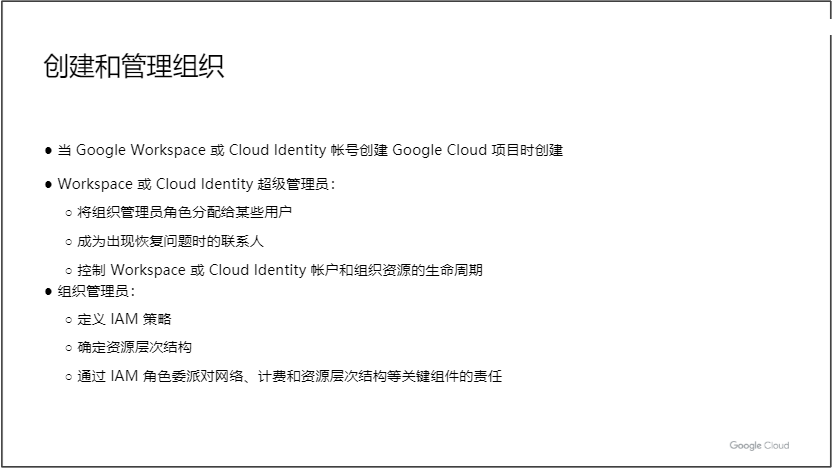 创建和管理组织
● 当 Google Workspace 或 Cloud Identity 帐号创建 Google Cloud 项目时创建
● Workspace 或 Cloud Identity 超级管理员：
○ 将组织管理员角色分配给某些用户
○ 成为出现恢复问题时的联系人
○ 控制 Workspace 或 Cloud Identity 帐户和组织资源的生命周期
● 组织管理员：
○ 定义 IAM 策略
○ 确定资源层次结构
○ 通过 IAM 角色委派对网络、计费和资源层次结构等关键组件的责任
Google Cloud